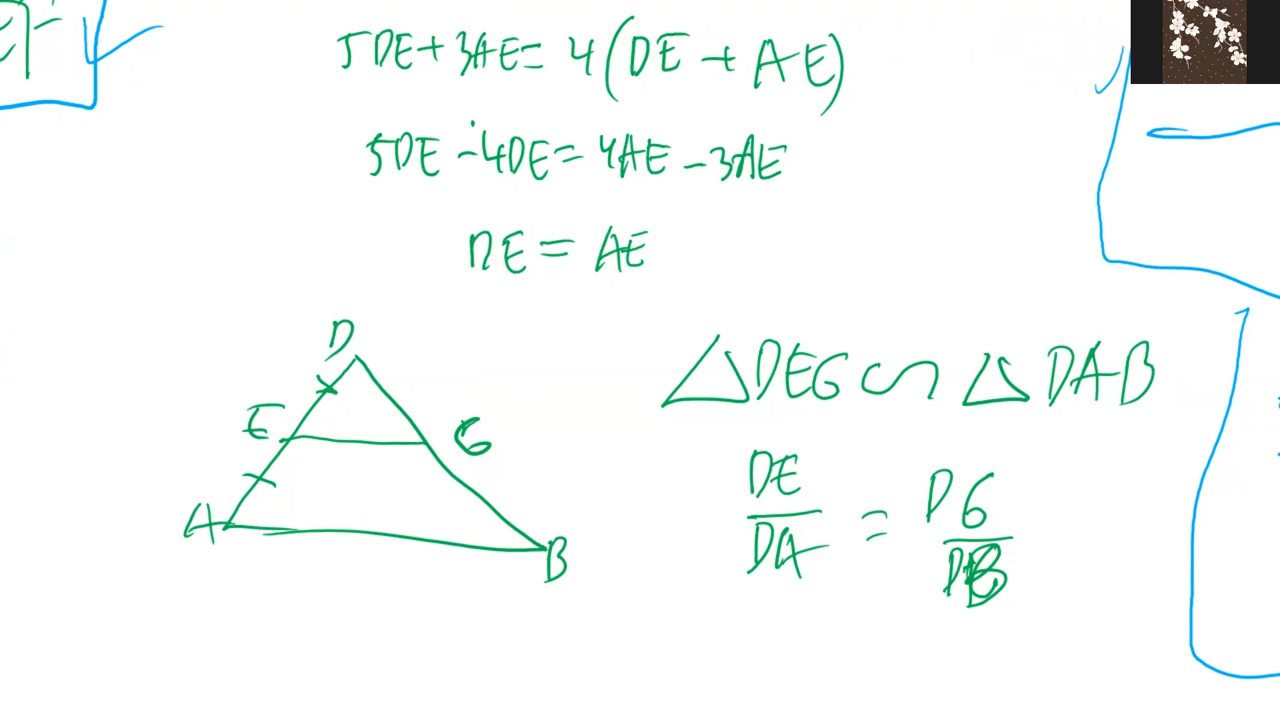 5DE + 3AE = 4(DE + AE)
5DE - 4DE = 4AE - 3AE
DE = AE
D
E G
A
B
△DEG ∽ △DAB
DE/DA = DG/DB